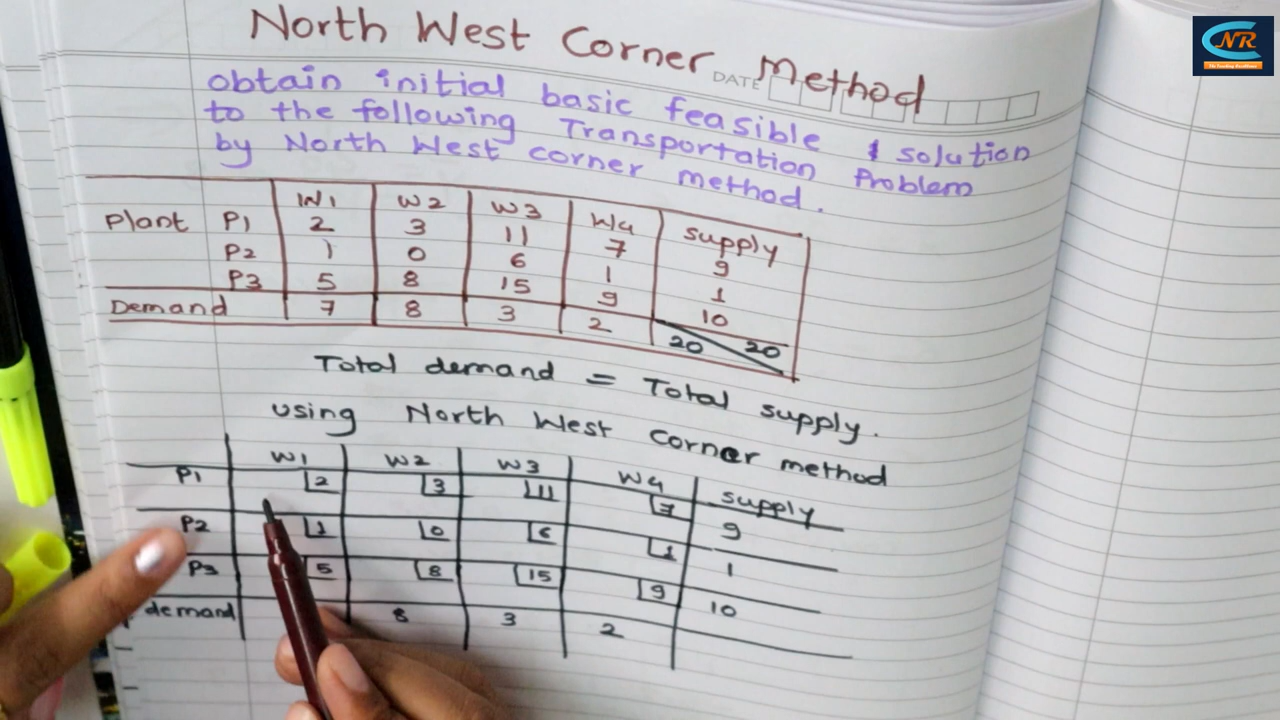 North West Corner Method
DATE
obtain initial basic feasible solution
to the following Transportation Problem
by North West corner method.
W1 W2 W3 W4 supply
Plant P1 2 3 11 7 9
P2 1 0 6 1 1
P3 5 8 15 9 10
Demand 7 8 3 2 20 20
Total demand = Total supply.
using North West corner method
W1 W2 W3 W4 supply
P1 2 3 11 7 9
P2 1 0 6 1 1
P3 5 8 15 9 10
demand 8 3 2
NR